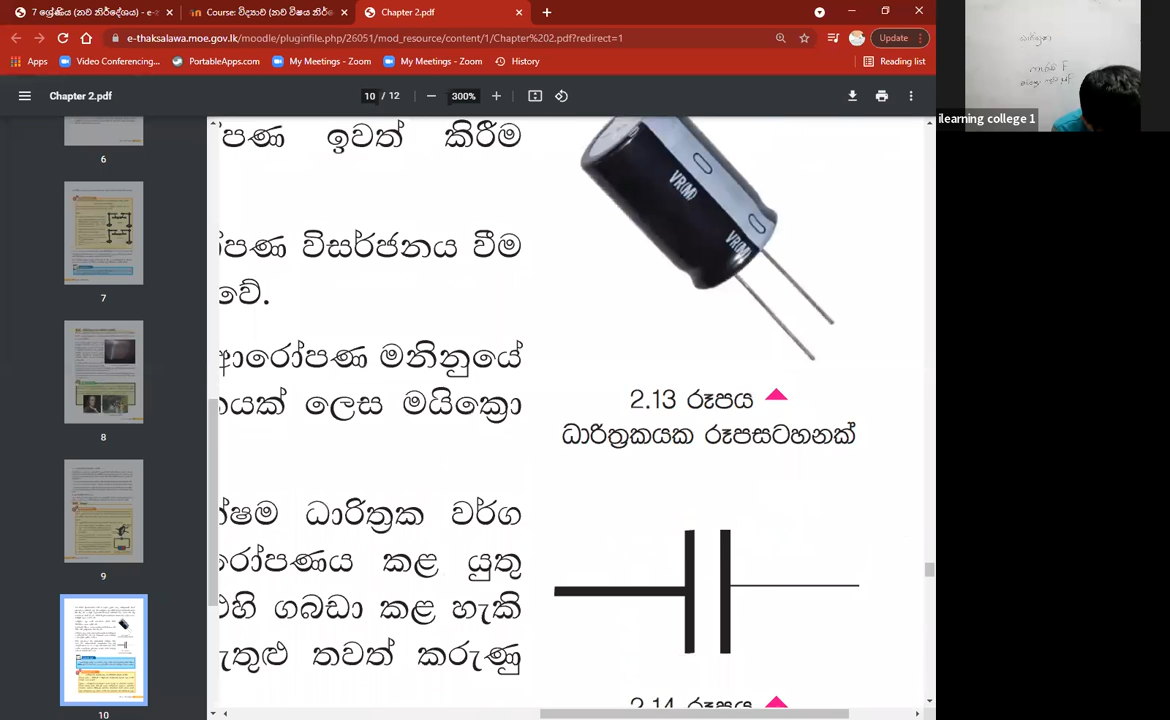 7 ශ්‍රේණිය (නව නිර්දේශය) - e-t
Course: විද්‍යාව (නව විෂය නිර්
Chapter 2.pdf
e-thaksalawa.moe.gov.lk/moodle/pluginfile.php/26051/mod_resource/content/1/Chapter%202.pdf?redirect=1
Update
Apps
Video Conferencing...
PortableApps.com
My Meetings - Zoom
My Meetings - Zoom
History
Reading list
Chapter 2.pdf
10 / 12
300%
6
7
8
9
10
ෝපණ ඉවත් කිරීම
ෝපණ විසර්ජනය වීම
වේ.
ආරෝපණ මනිනුයේ
කයක් ලෙස මයික්‍රො
ක්ෂම ධාරිත්‍රක වර්ග
රෝපණය කළ යුතු
එහි ගබඩා කළ හැකි
ඇතුළු තවත් කරුණු
VR(M)
VR(M)
2.13 රූපය
ධාරිත්‍රකයක රූපසටහනක්
2.14 රූපය
F
ilearning college 1